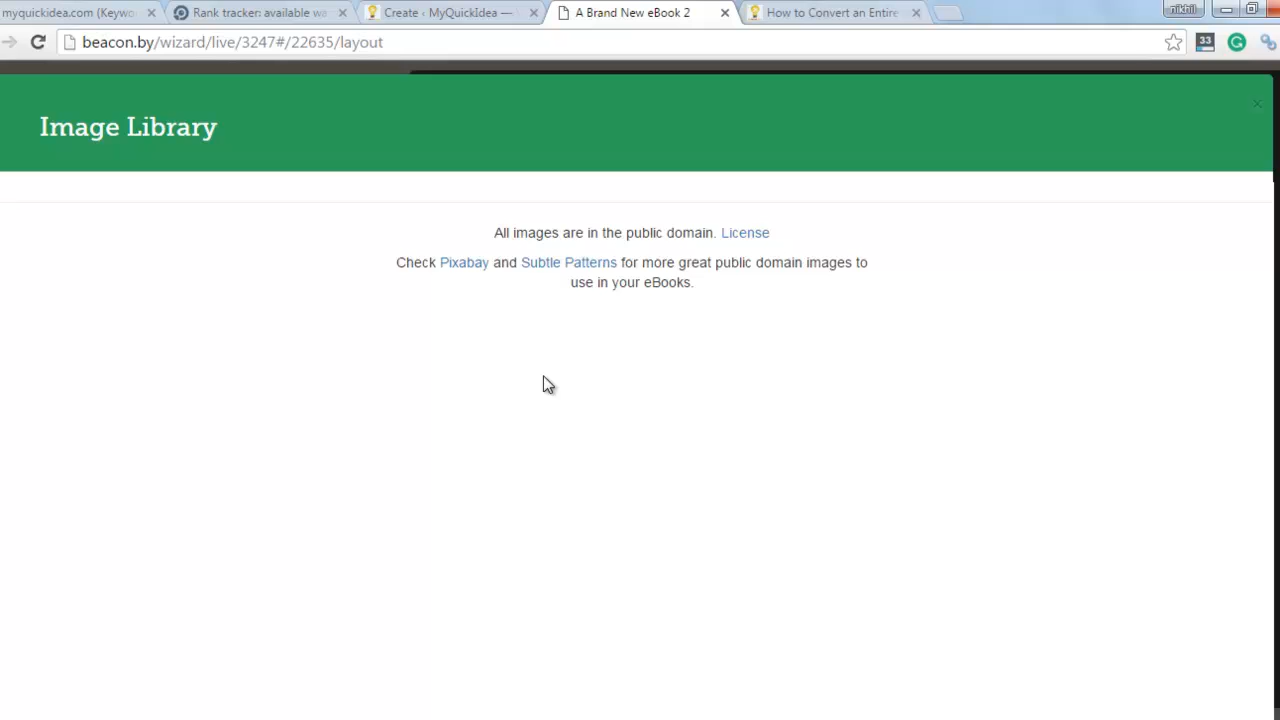 myquickidea.com (Keywo
Rank tracker: available wa
Create ‹ MyQuickIdea —
A Brand New eBook 2
How to Convert an Entire
nikhil
beacon.by/wizard/live/3247#/22635/layout
33
Image Library
All images are in the public domain. License
Check Pixabay and Subtle Patterns for more great public domain images to
use in your eBooks.